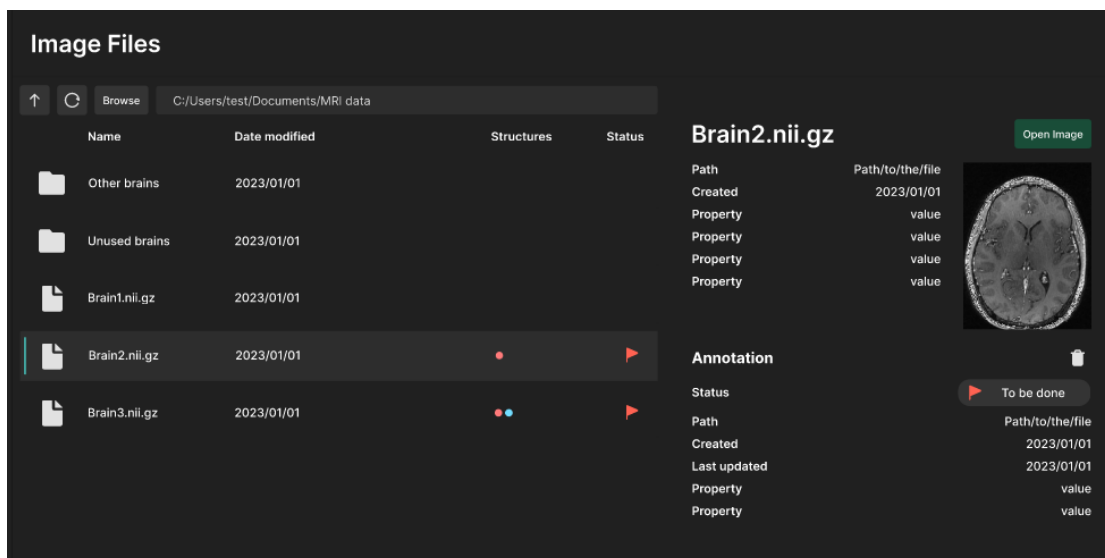 Image Files
Browse C:/Users/test/Documents/MRI data
Name Date modified Structures Status
Other brains 2023/01/01
Unused brains 2023/01/01
Brain1.nii.gz 2023/01/01
Brain2.nii.gz 2023/01/01
Brain3.nii.gz 2023/01/01
Brain2.nii.gz Open Image
Path Path/to/the/file
Created 2023/01/01
Property value
Property value
Property value
Property value
Annotation
Status To be done
Path Path/to/the/file
Created 2023/01/01
Last updated 2023/01/01
Property value
Property value